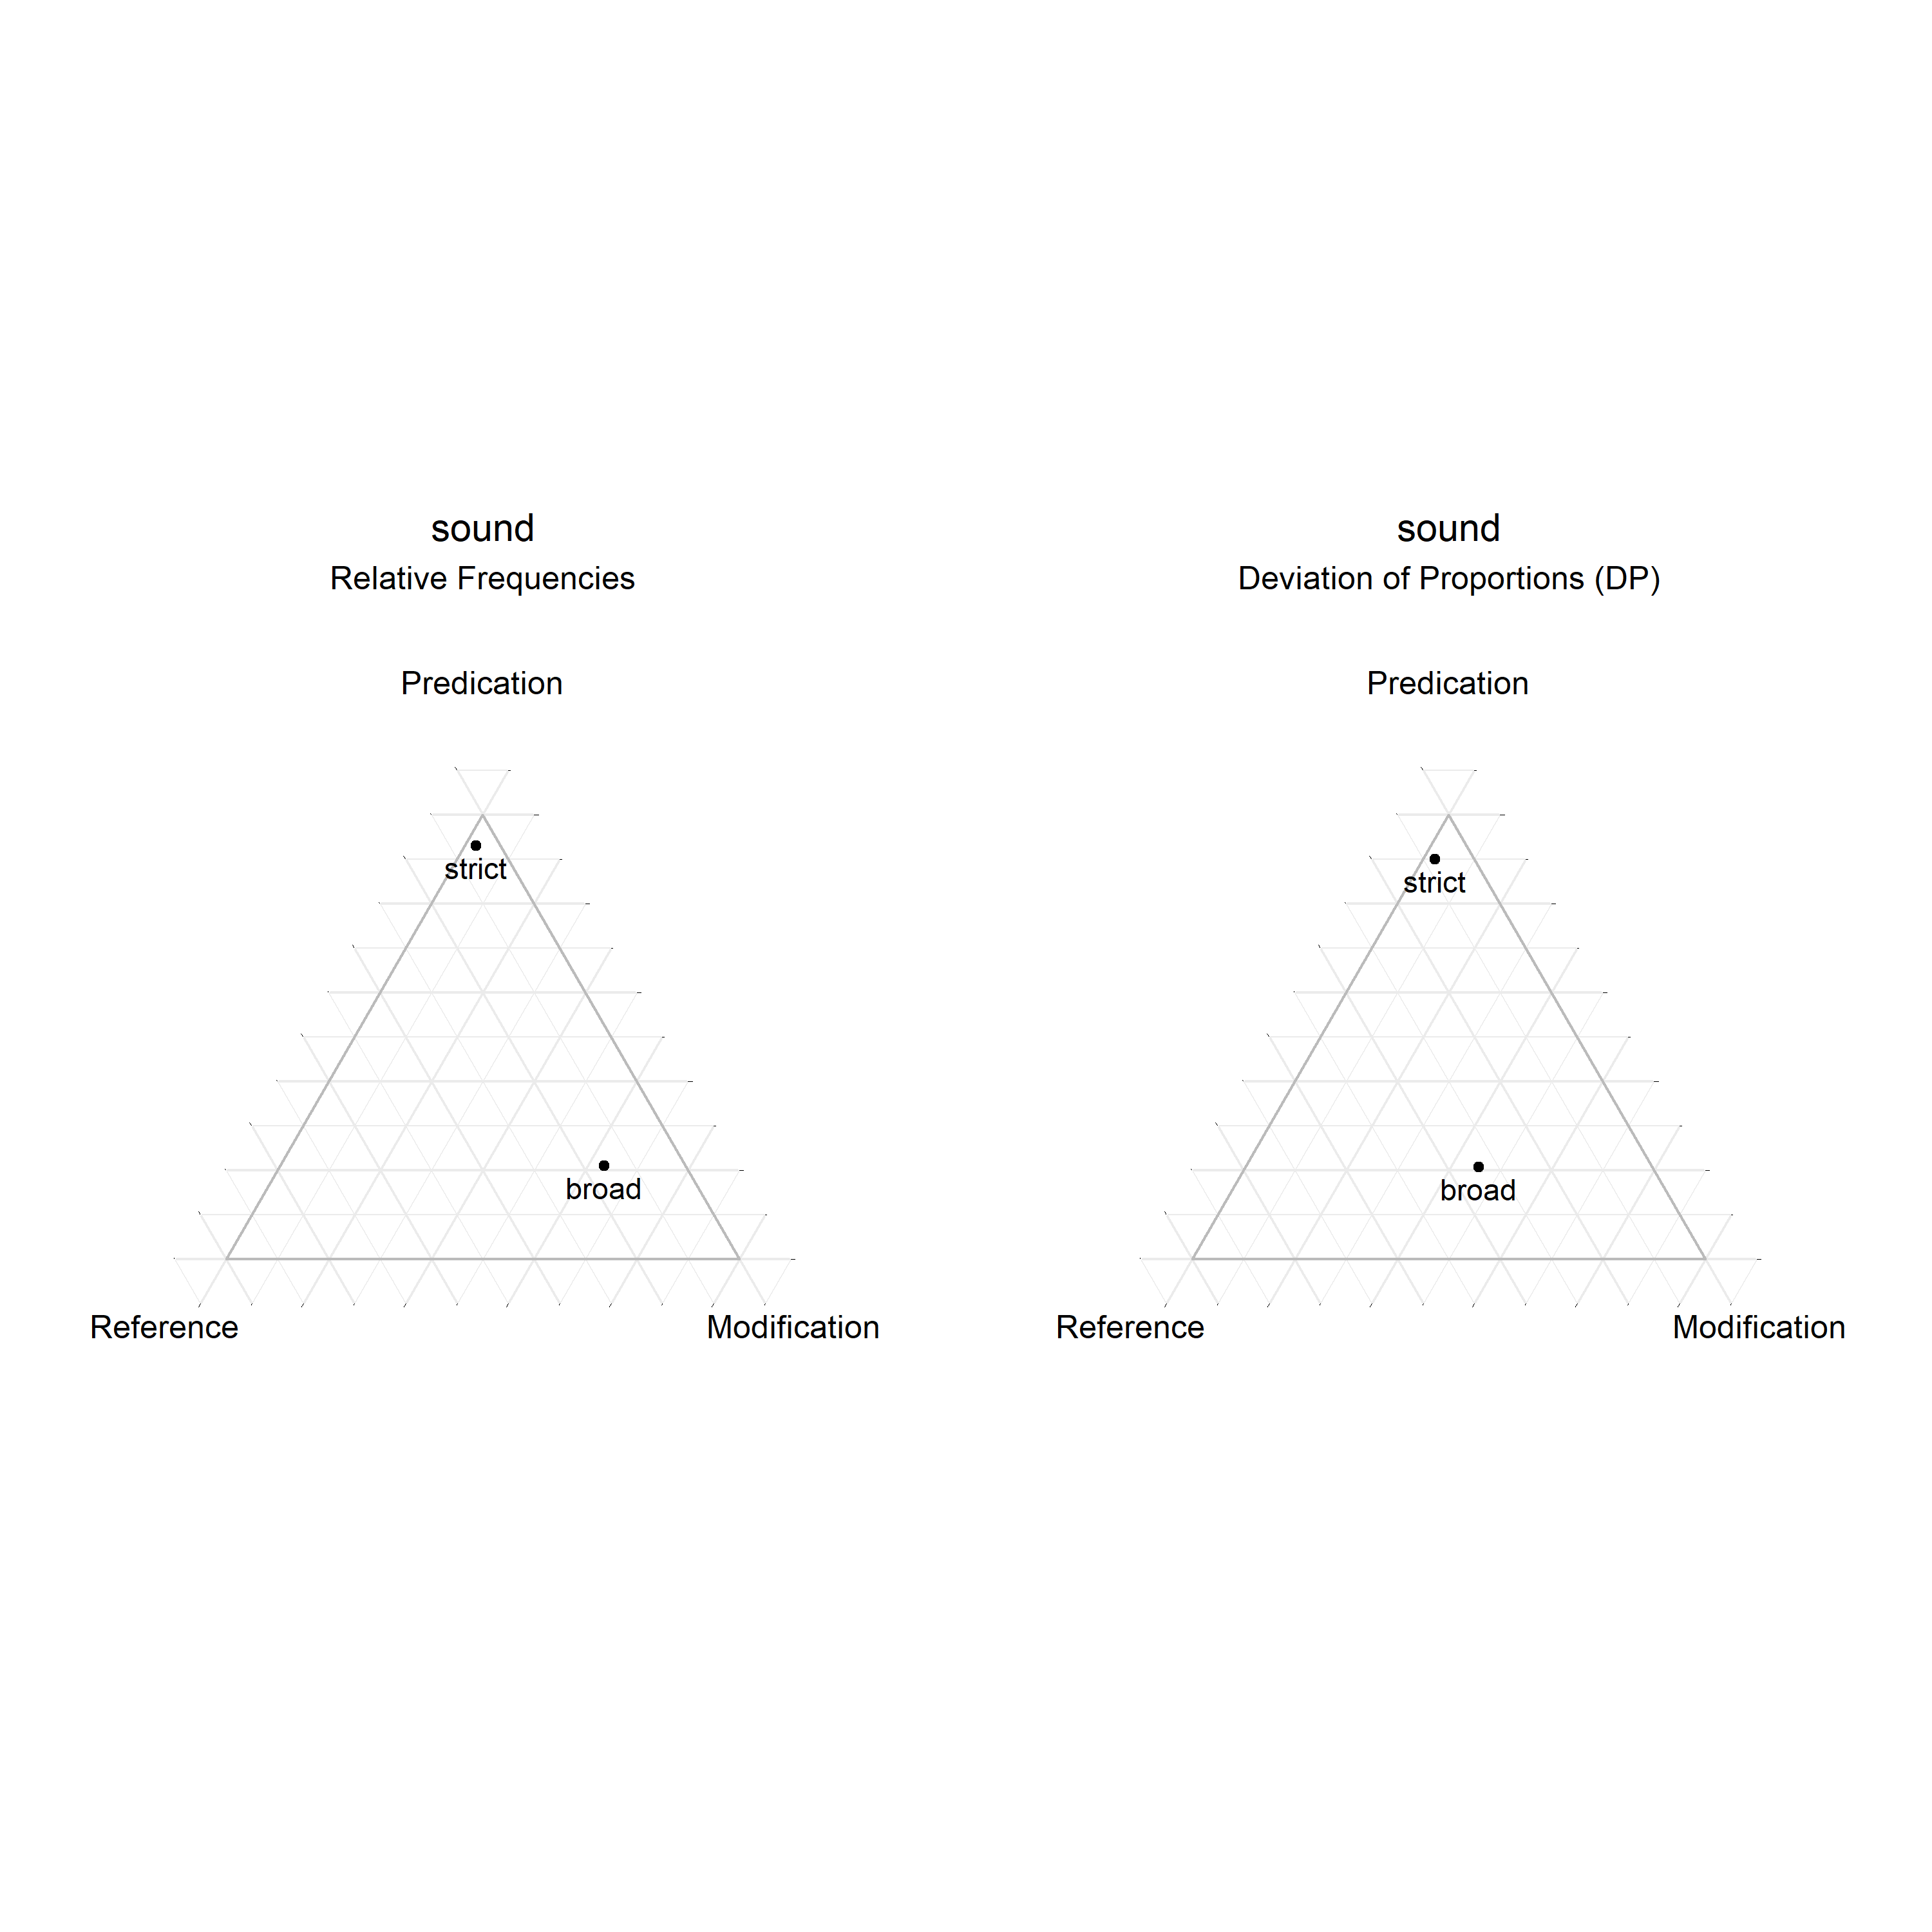 sound
Relative Frequencies
Predication
strict
broad
Reference
Modification
sound
Deviation of Proportions (DP)
Predication
strict
broad
Reference
Modification